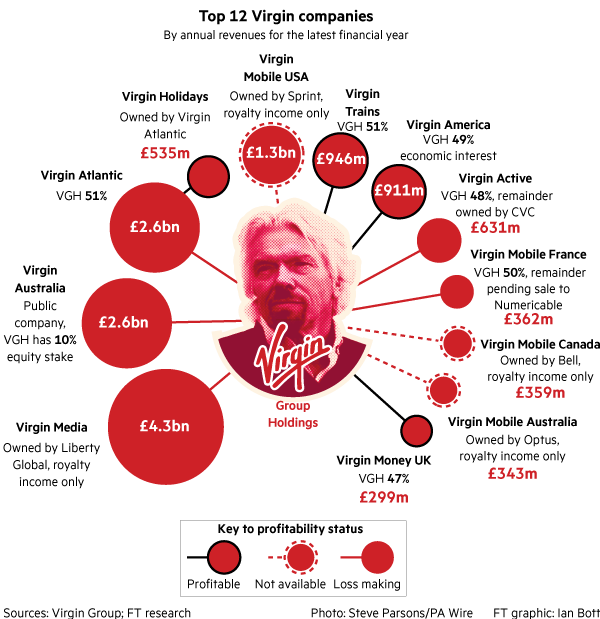 Top 12 Virgin companies
By annual revenues for the latest financial year
Virgin
Mobile USA
Owned by Sprint,
royalty income only
£1.3bn
Virgin
Trains
VGH 51%
£946m
Virgin America
VGH 49%
economic interest
£911m
Virgin Active
VGH 48%, remainder
owned by CVC
£631m
Virgin Mobile France
VGH 50%, remainder
pending sale to
Numericable
£362m
Virgin Mobile Canada
Owned by Bell,
royalty income only
£359m
Virgin Mobile Australia
Owned by Optus,
royalty income only
£343m
Virgin Money UK
VGH 47%
£299m
Virgin Holidays
Owned by Virgin
Atlantic
£535m
Virgin Atlantic
VGH 51%
£2.6bn
Virgin
Australia
Public
company,
VGH has 10%
equity stake
£2.6bn
Virgin Media
Owned by Liberty
Global, royalty
income only
£4.3bn
Virgin
Group
Holdings
Key to profitability status
Profitable
Not available
Loss making
Sources: Virgin Group; FT research
Photo: Steve Parsons/PA Wire
FT graphic: Ian Bott